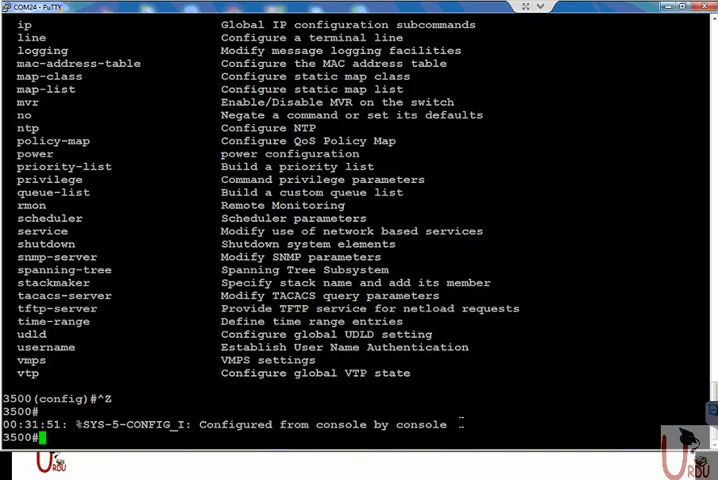 COM24 - PuTTY
ip Global IP configuration subcommands
line Configure a terminal line
logging Modify message logging facilities
mac-address-table Configure the MAC address table
map-class Configure static map class
map-list Configure static map list
mvr Enable/Disable MVR on the switch
no Negate a command or set its defaults
ntp Configure NTP
policy-map Configure QoS Policy Map
power power configuration
priority-list Build a priority list
privilege Command privilege parameters
queue-list Build a custom queue list
rmon Remote Monitoring
scheduler Scheduler parameters
service Modify use of network based services
shutdown Shutdown system elements
snmp-server Modify SNMP parameters
spanning-tree Spanning Tree Subsystem
stackmaker Specify stack name and add its member
tacacs-server Modify TACACS query parameters
tftp-server Provide TFTP service for netload requests
time-range Define time range entries
udld Configure global UDLD setting
username Establish User Name Authentication
vmps VMPS settings
vtp Configure global VTP state
3500(config)#^Z
3500#
00:31:51: %SYS-5-CONFIG_I: Configured from console by console
3500#
URDU
URDU